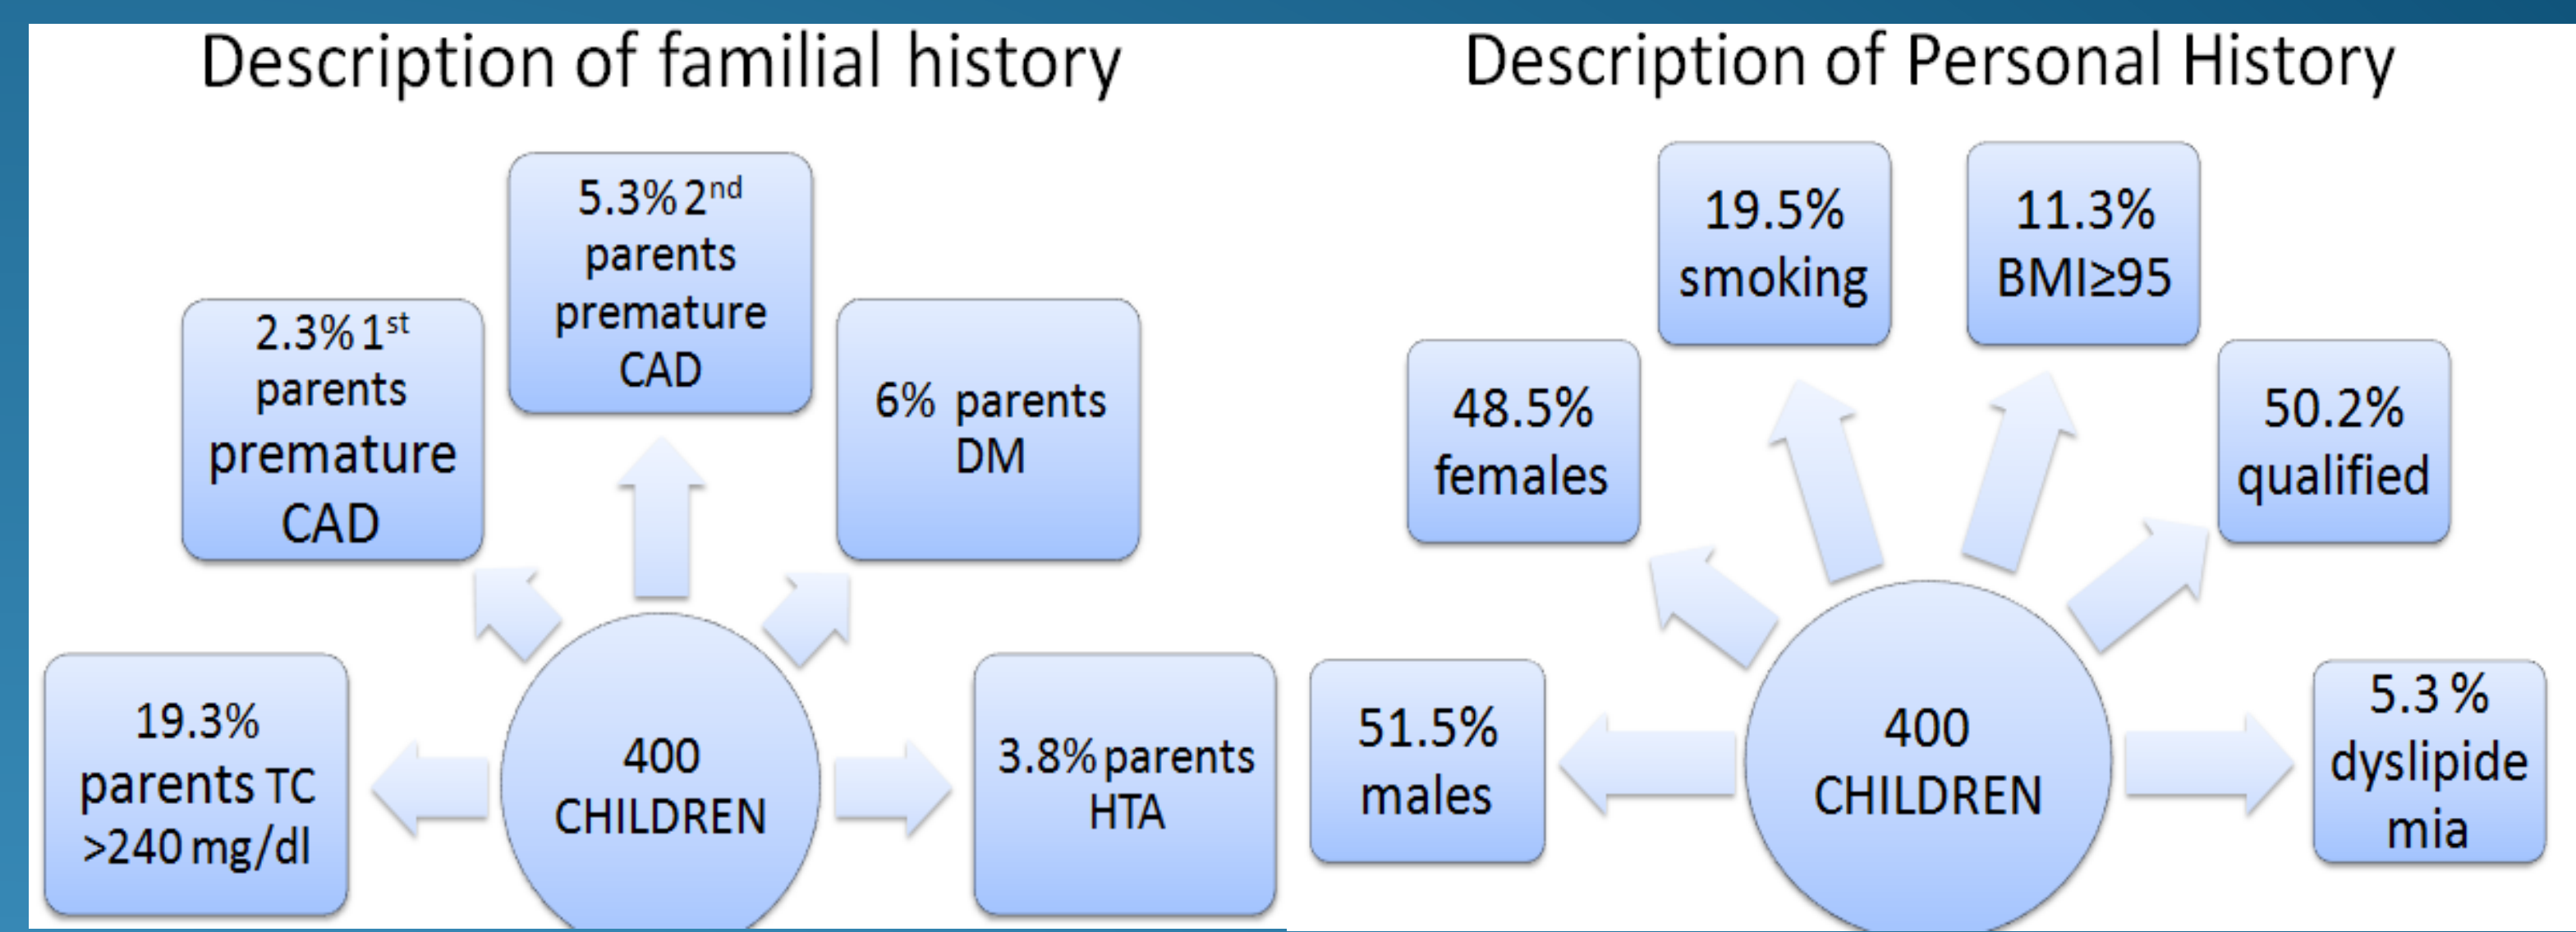 Description of familial history
19.3%
parents TC
>240 mg/dl
2.3% 1st
parents
premature
CAD
5.3% 2nd
parents
premature
CAD
6% parents
DM
3.8% parents
HTA
400
CHILDREN
Description of Personal History
51.5%
males
48.5%
females
19.5%
smoking
11.3%
BMI≥95
50.2%
qualified
5.3 %
dyslipide
mia
400
CHILDREN